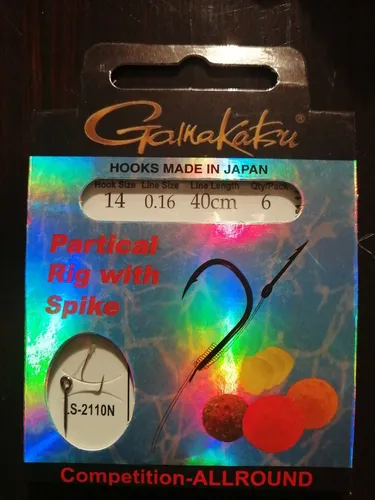 Gamakatsu
HOOKS MADE IN JAPAN
Hook Size Line Size Line Length Qty/Pack
14 0.16 40cm 6
Partical
Rig with
Spike
LS-2110N
Competition-ALLROUND